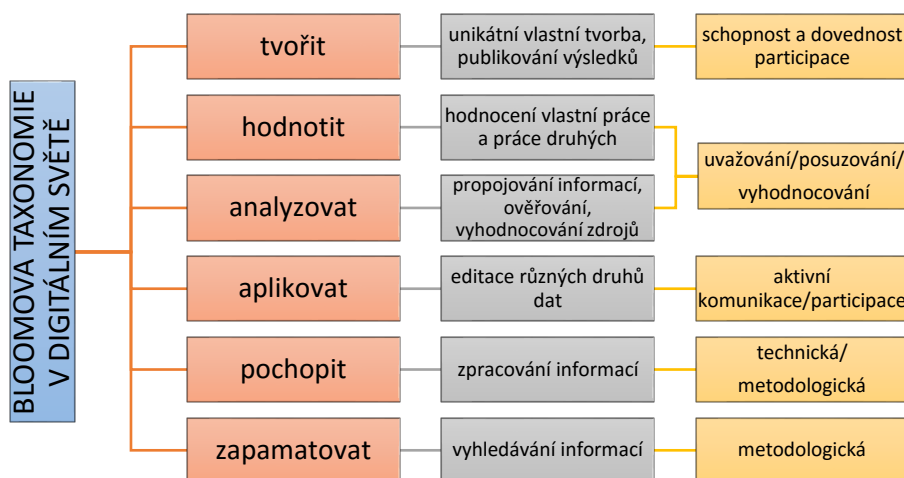 BLOOMOVA TAXONOMIE
V DIGITÁLNÍM SVĚTĚ
tvořit
unikátní vlastní tvorba,
publikování výsledků
schopnost a dovednost
participace
hodnotit
hodnocení vlastní práce
a práce druhých
uvažování/posuzování/
vyhodnocování
analyzovat
propojování informací,
ověřování,
vyhodnocování zdrojů
aplikovat
editace různých druhů
dat
aktivní
komunikace/participace
pochopit
zpracování informací
technická/
metodologická
zapamatovat
vyhledávání informací
metodologická